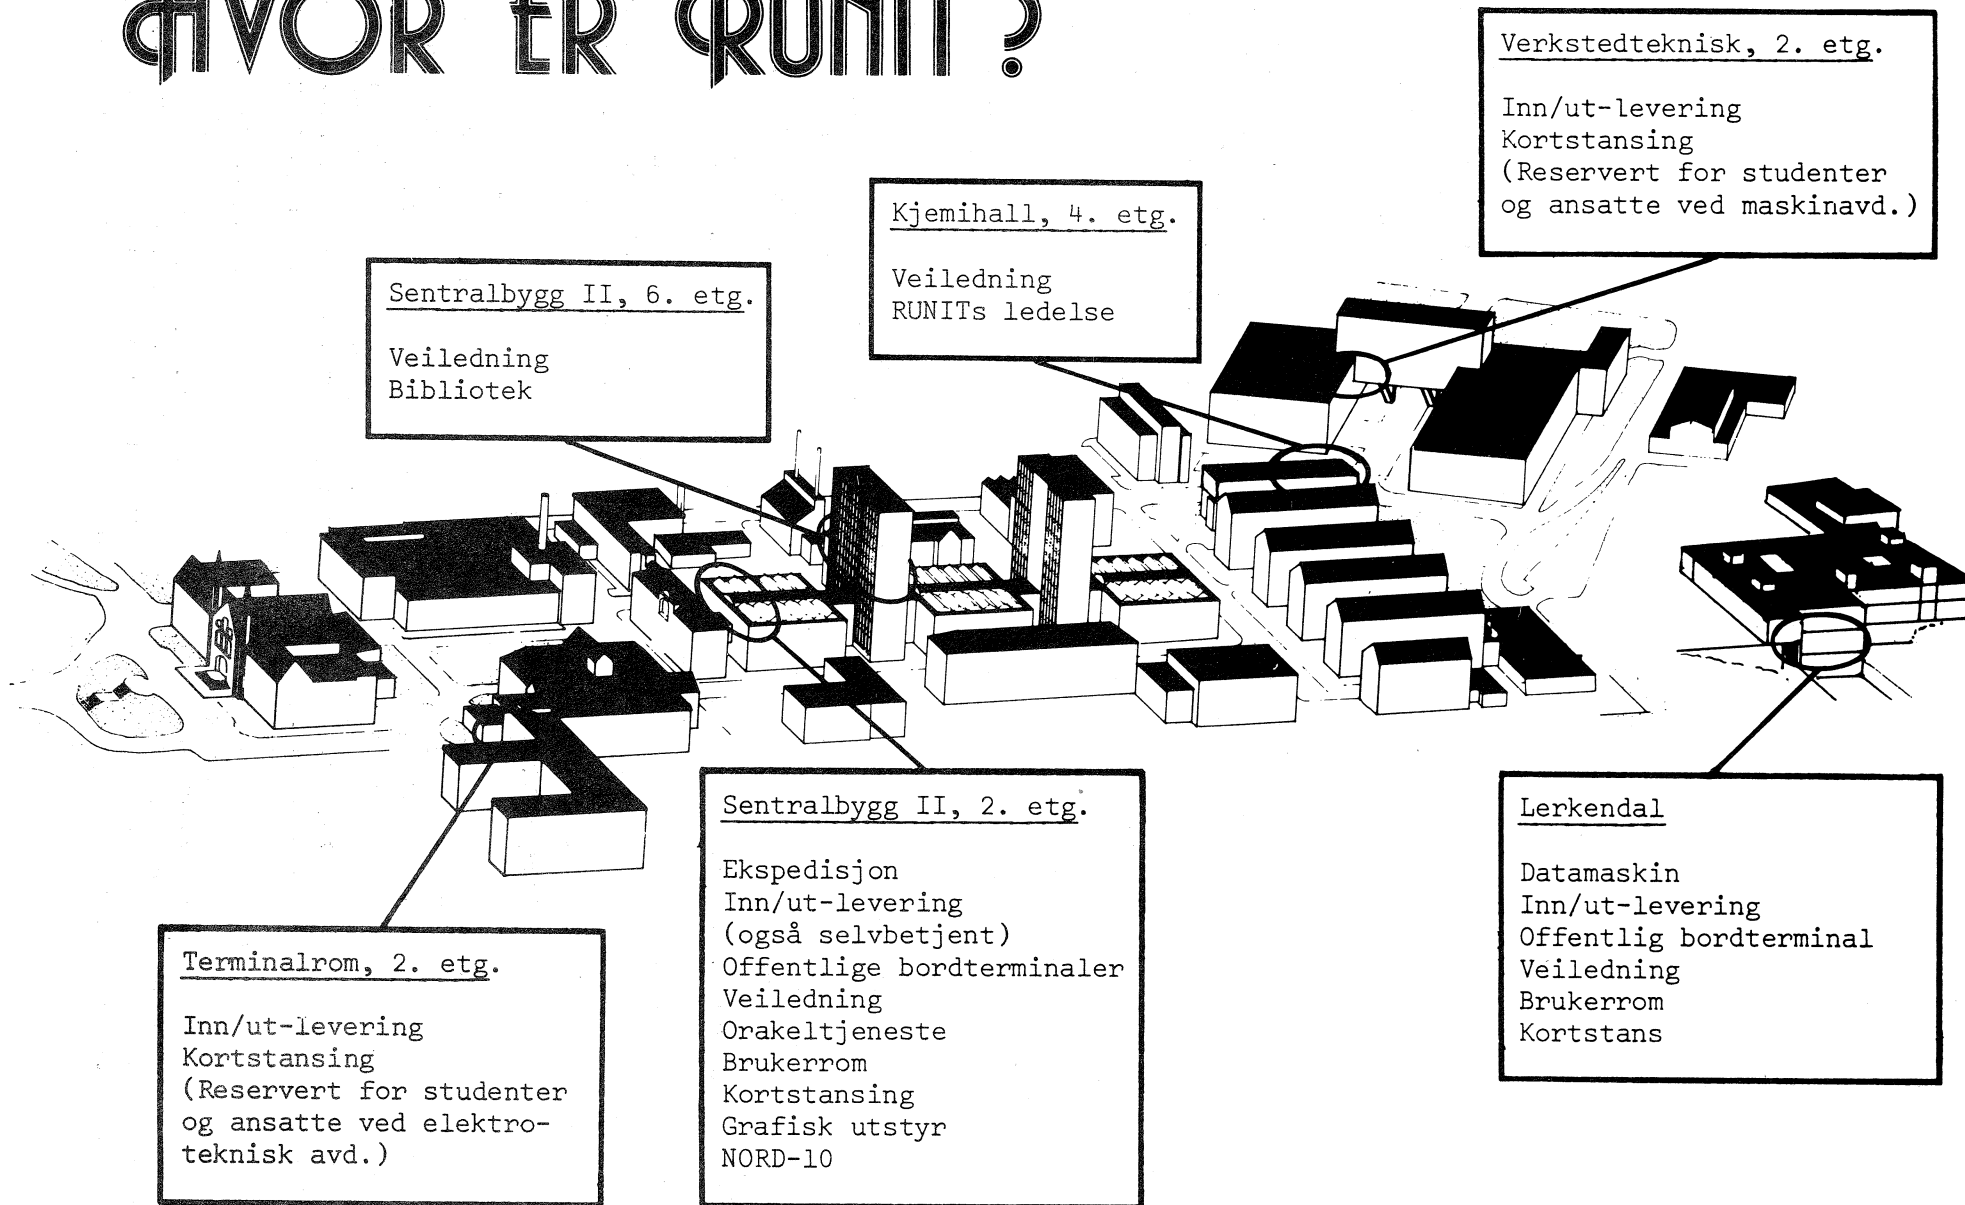 HVOR ER RUNIT?
Verkstedteknisk, 2. etg.
Inn/ut-levering
Kortstansing
(Reservert for studenter
og ansatte ved maskinavd.)
Kjemihall, 4. etg.
Veiledning
RUNITs ledelse
Sentralbygg II, 6. etg.
Veiledning
Bibliotek
Terminalrom, 2. etg.
Inn/ut-levering
Kortstansing
(Reservert for studenter
og ansatte ved elektro-
teknisk avd.)
Sentralbygg II, 2. etg.
Ekspedisjon
Inn/ut-levering
(også selvbetjent)
Offentlige bordterminaler
Veiledning
Orakeltjeneste
Brukerrom
Kortstansing
Grafisk utstyr
NORD-10
Lerkendal
Datamaskin
Inn/ut-levering
Offentlig bordterminal
Veiledning
Brukerrom
Kortstans